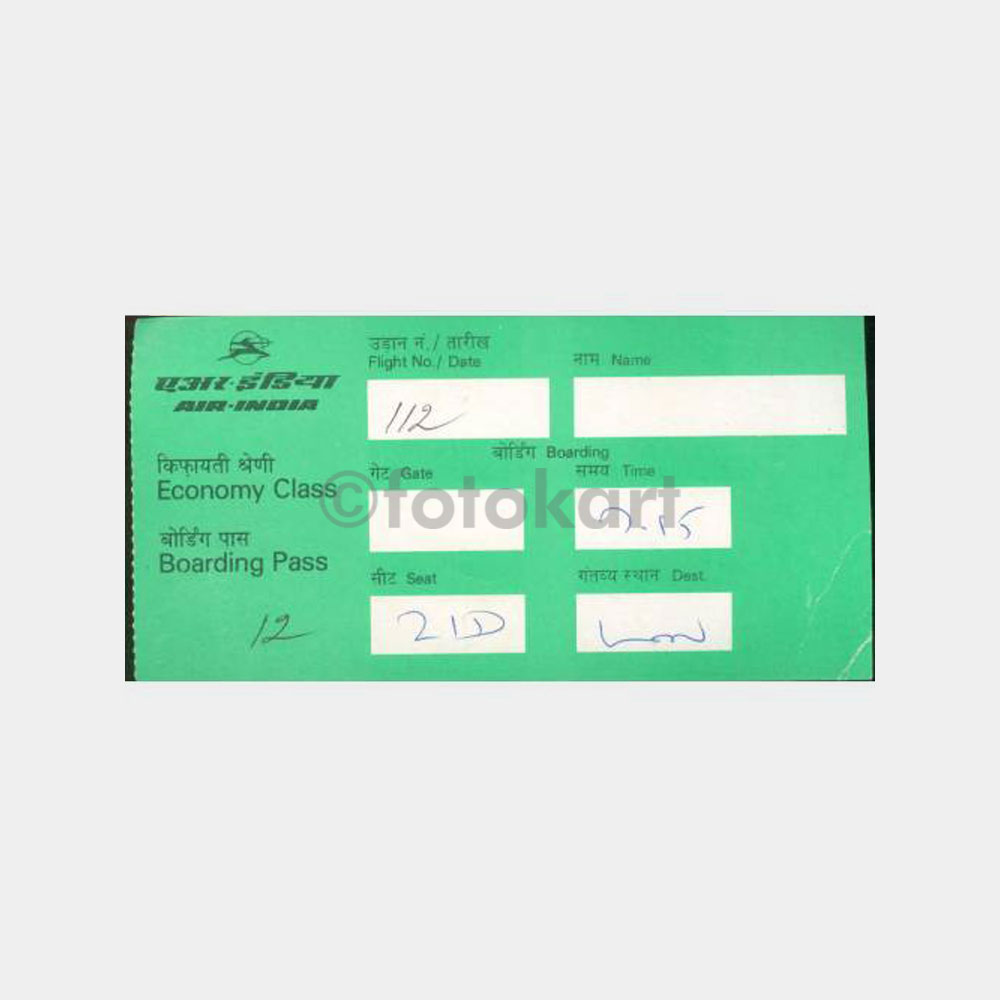 एअर-इंडिया
AIR-INDIA
किफ़ायती श्रेणी
Economy Class
बोर्डिंग पास
Boarding Pass
12
उडान नं./ तारीख
Flight No./ Date
112
नाम Name
बोर्डिंग Boarding
गेट Gate
समय Time
सीट Seat
21D
गंतव्य स्थान Dest.
©fotokart